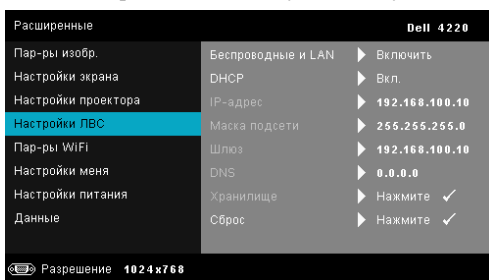 Расширенные Dell 4220
Пар-ры изобр. Беспроводные и LAN Включить
Настройки экрана DHCP Вкл.
Настройки проектора IP-адрес 192.168.100.10
Настройки ЛВС Маска подсети 255.255.255.0
Пар-ры WiFi Шлюз 192.168.100.10
Настройки меня DNS 0.0.0.0
Настройки питания Хранилище Нажмите ✓
Данные Сброс Нажмите ✓
Разрешение 1024x768